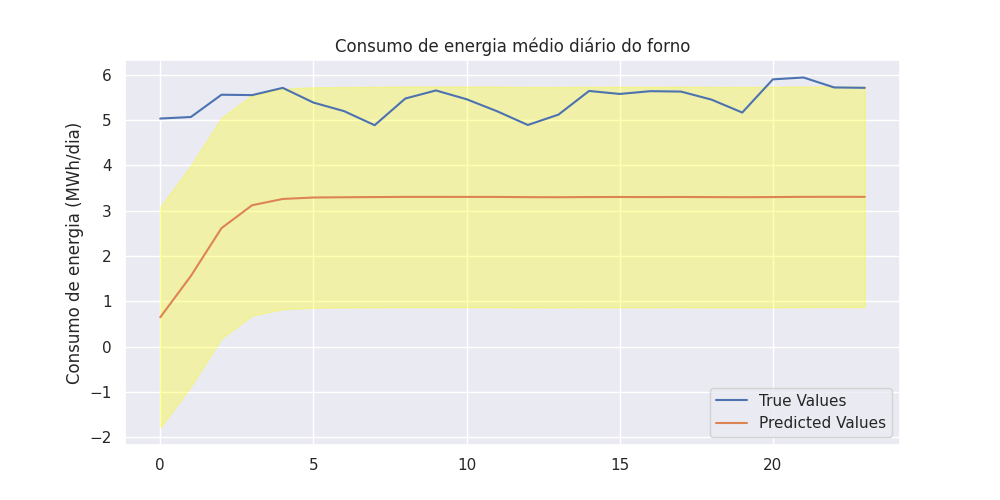 Consumo de energia médio diário do forno
Consumo de energia (MWh/dia)
6
5
4
3
2
1
0
−1
−2
0 5 10 15 20
True Values
Predicted Values